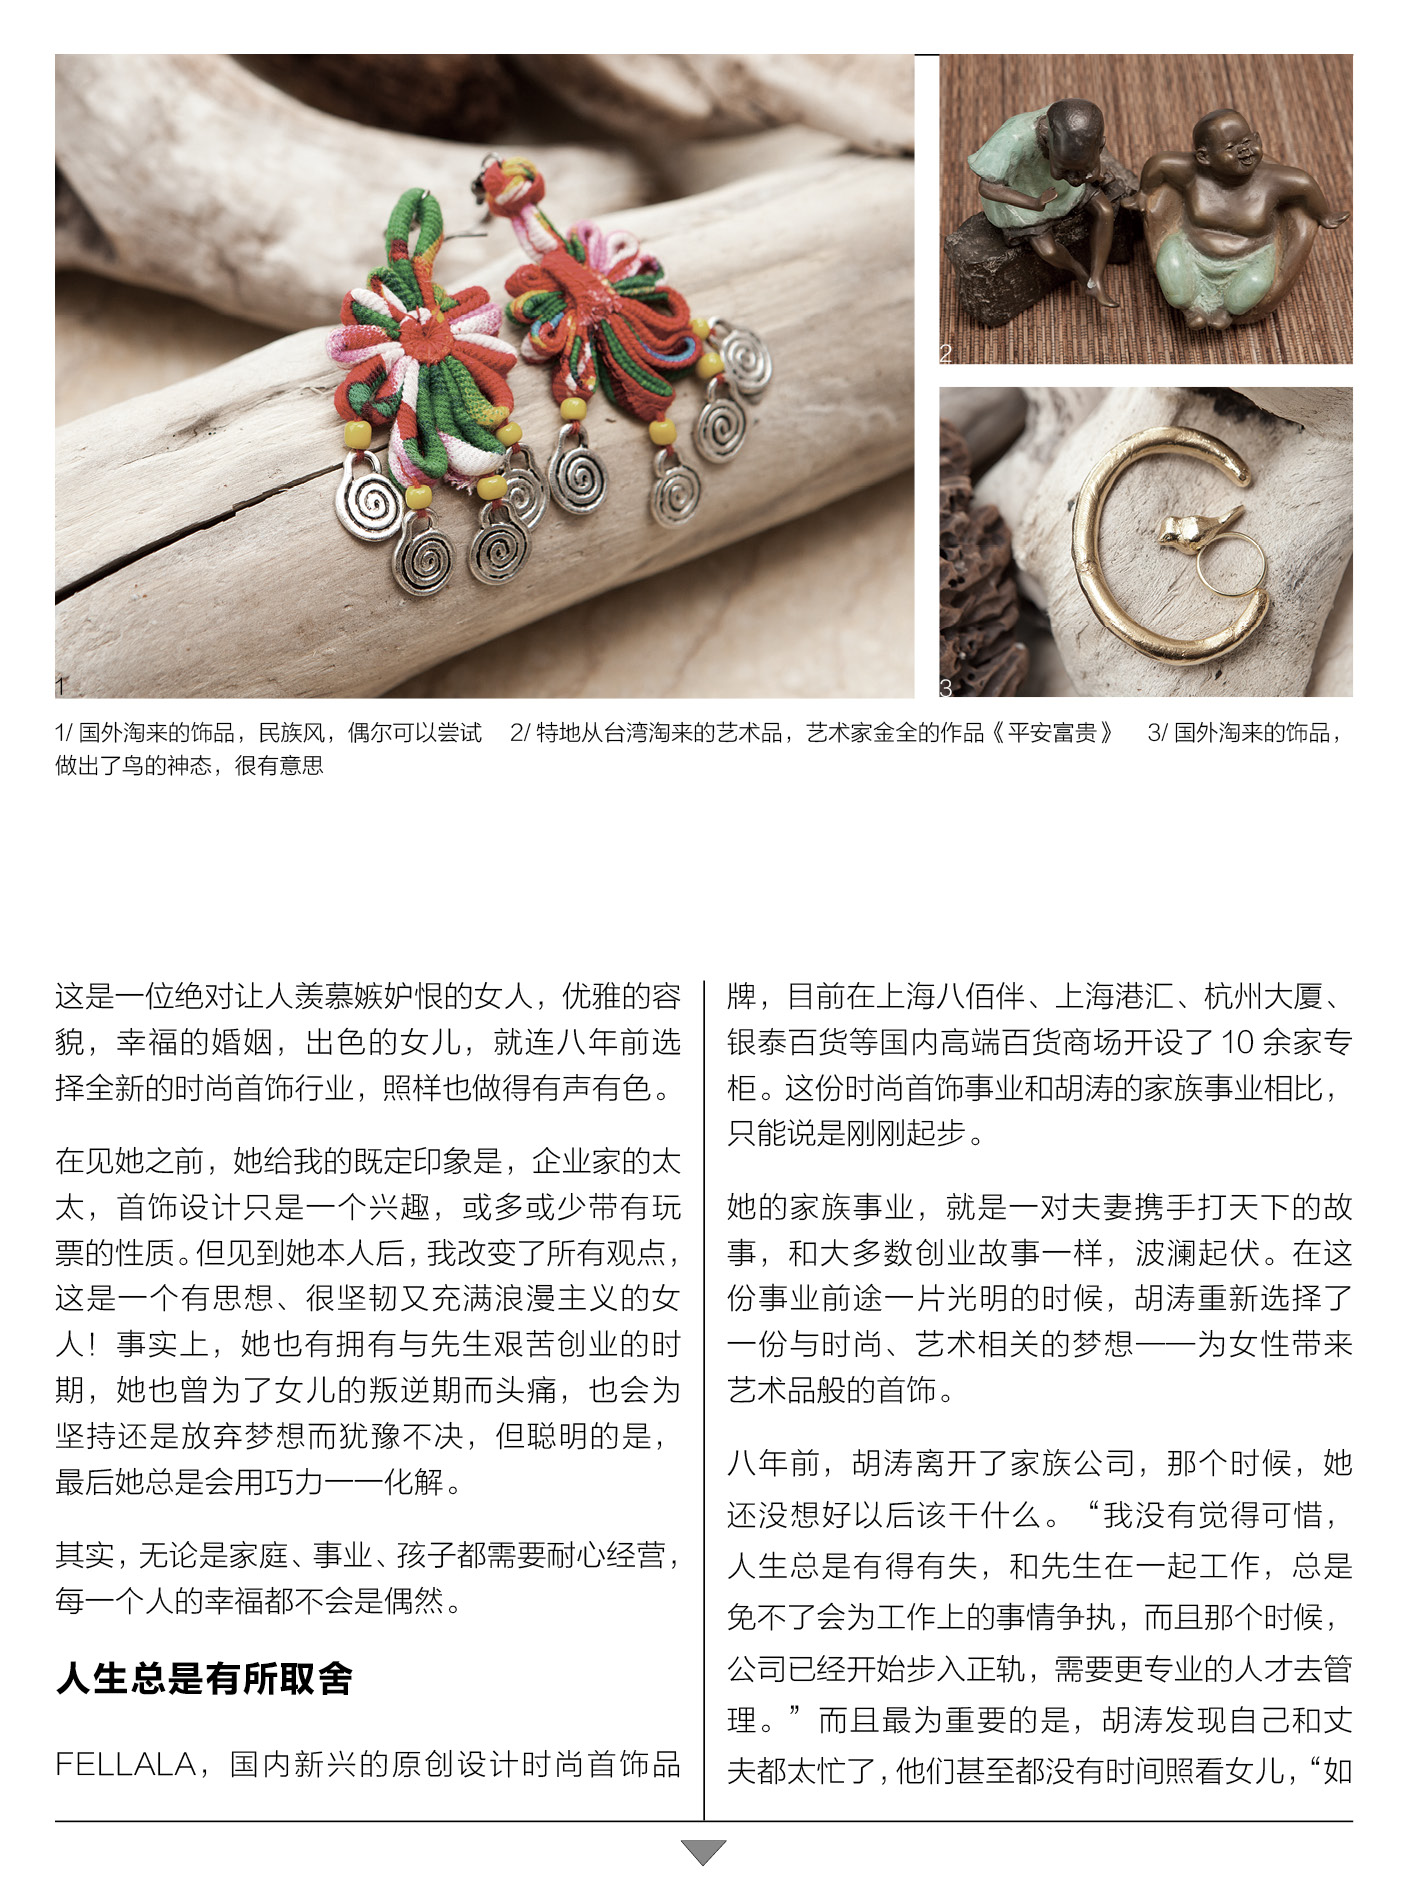 1
2
3
1/ 国外淘来的饰品，民族风，偶尔可以尝试　2/ 特地从台湾淘来的艺术品，艺术家金全的作品《平安富贵》　3/ 国外淘来的饰品，
做出了鸟的神态，很有意思
这是一位绝对让人羡慕嫉妒恨的女人，优雅的容
貌，幸福的婚姻，出色的女儿，就连八年前选
择全新的时尚首饰行业，照样也做得有声有色。
在见她之前，她给我的既定印象是，企业家的太
太，首饰设计只是一个兴趣，或多或少带有玩
票的性质。但见到她本人后，我改变了所有观点，
这是一个有思想、很坚韧又充满浪漫主义的女
人！事实上，她也有拥有与先生艰苦创业的时
期，她也曾为了女儿的叛逆期而头痛，也会为
坚持还是放弃梦想而犹豫不决，但聪明的是，
最后她总是会用巧力一一化解。
其实，无论是家庭、事业、孩子都需要耐心经营，
每一个人的幸福都不会是偶然。
人生总是有所取舍
FELLALA，国内新兴的原创设计时尚首饰品
牌，目前在上海八佰伴、上海港汇、杭州大厦、
银泰百货等国内高端百货商场开设了 10 余家专
柜。这份时尚首饰事业和胡涛的家族事业相比，
只能说是刚刚起步。
她的家族事业，就是一对夫妻携手打天下的故
事，和大多数创业故事一样，波澜起伏。在这
份事业前途一片光明的时候，胡涛重新选择了
一份与时尚、艺术相关的梦想——为女性带来
艺术品般的首饰。
八年前，胡涛离开了家族公司，那个时候，她
还没想好以后该干什么。“我没有觉得可惜，
人生总是有得有失，和先生在一起工作，总是
免不了会为工作上的事情争执，而且那个时候，
公司已经开始步入正轨，需要更专业的人才去管
理。”而且最为重要的是，胡涛发现自己和丈
夫都太忙了，他们甚至都没有时间照看女儿，“如